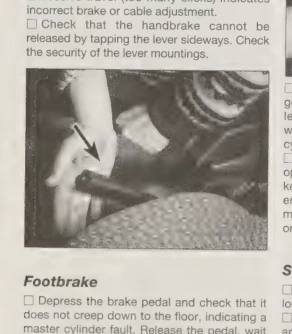 incorrect brake or cable adjustment.
☐ Check that the handbrake cannot be
released by tapping the lever sideways. Check
the security of the lever mountings.
Footbrake
☐ Depress the brake pedal and check that it
does not creep down to the floor, indicating a
master cylinder fault. Release the pedal, wait